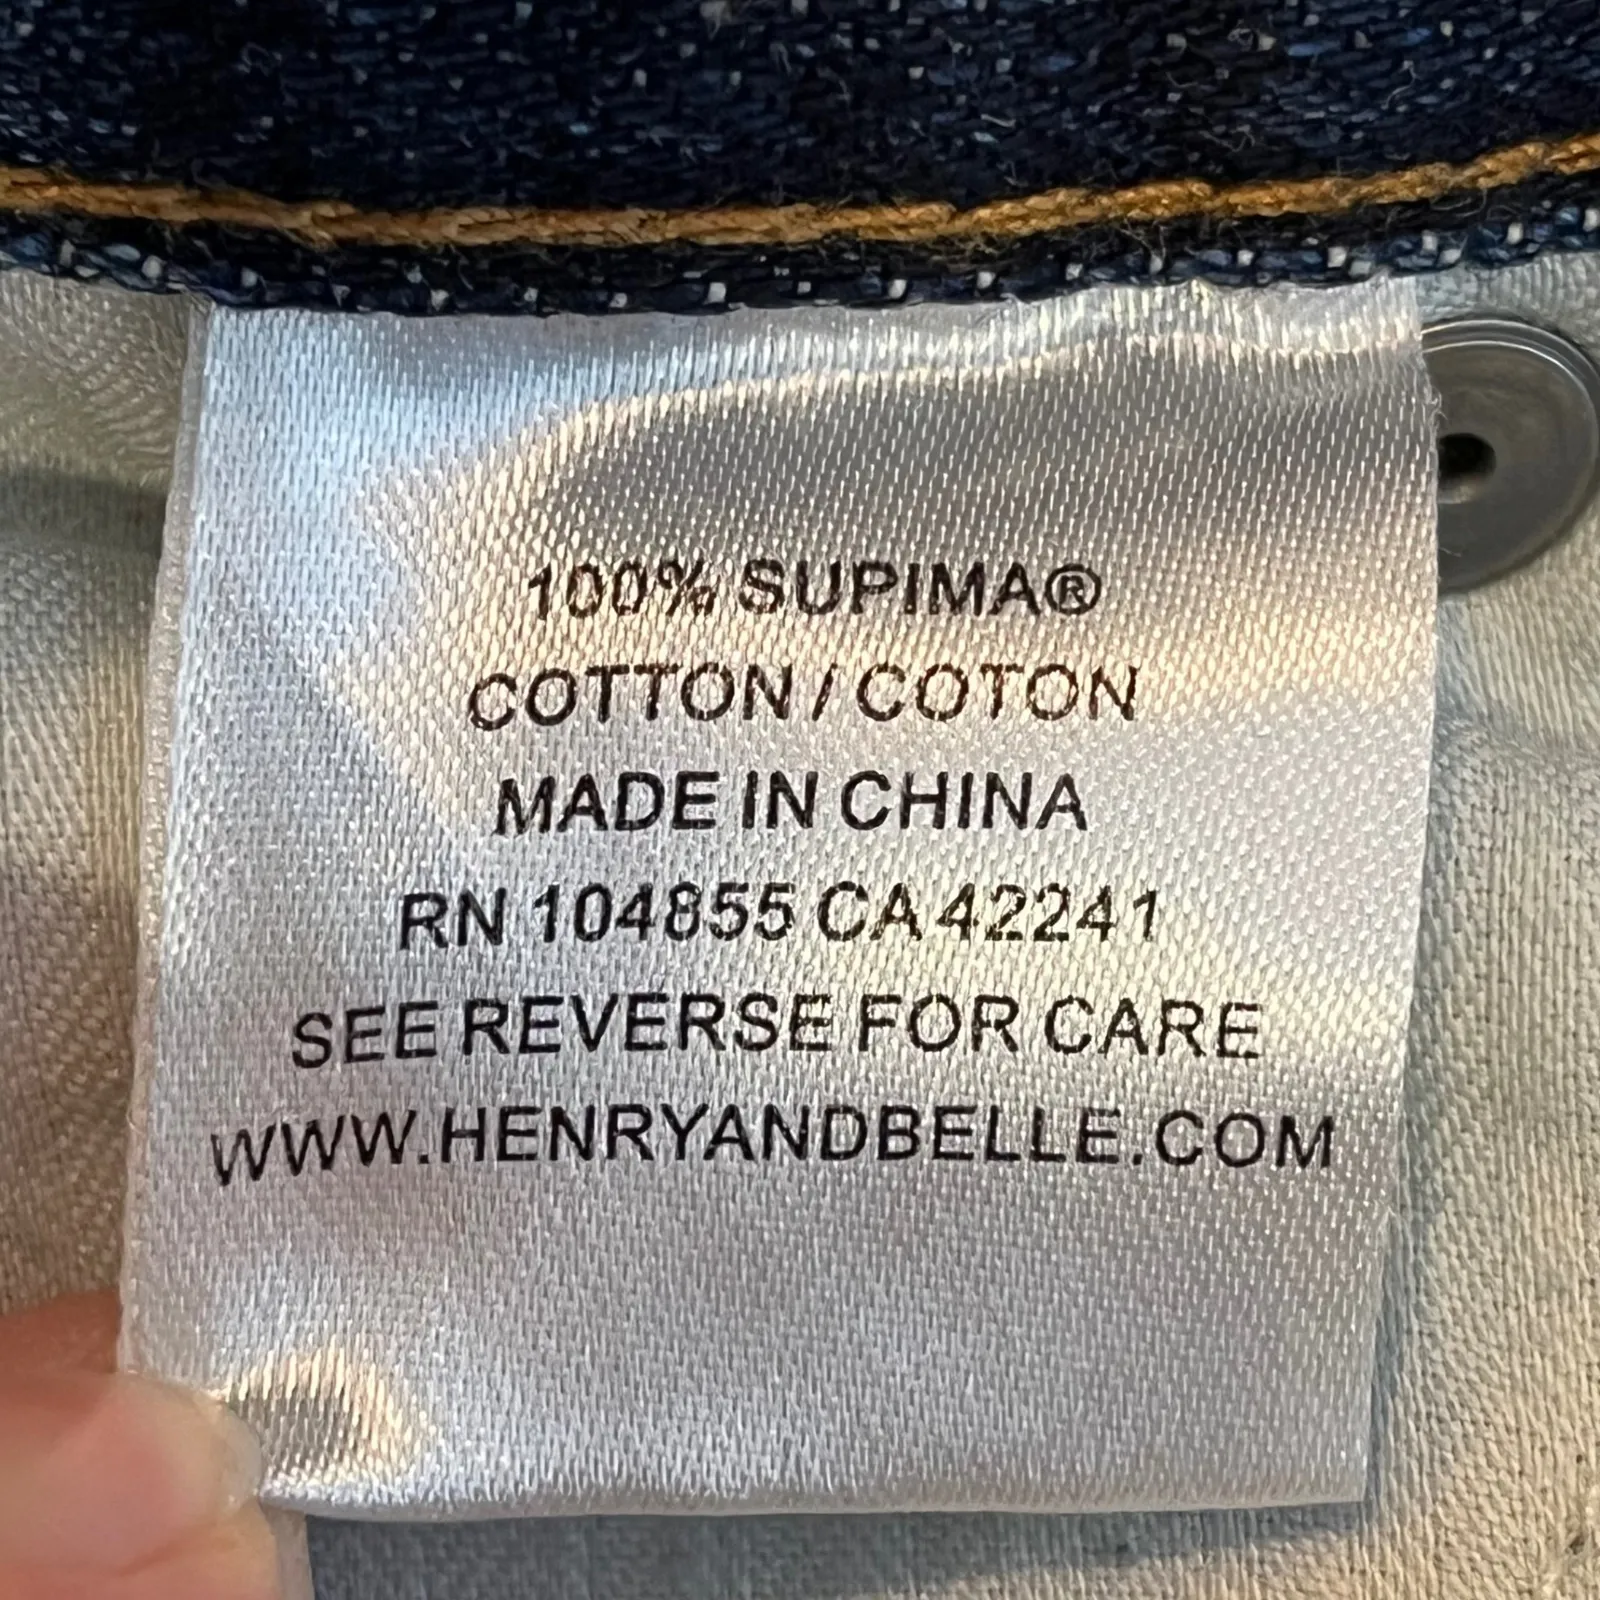 100% SUPIMA®
COTTON / COTON
MADE IN CHINA
RN 104855 CA 42241
SEE REVERSE FOR CARE
WWW.HENRYANDBELLE.COM